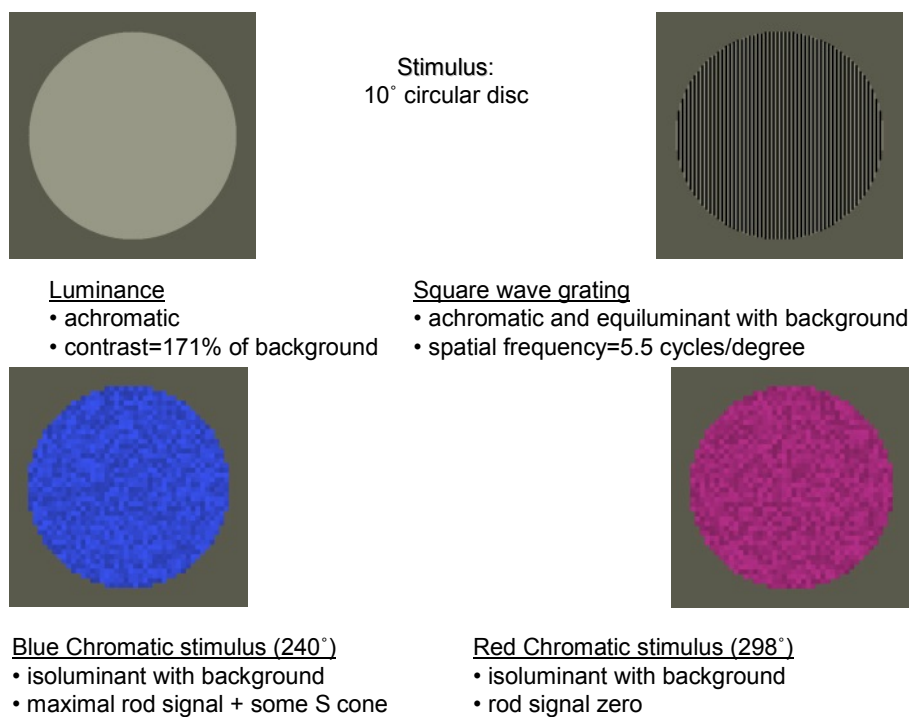 Stimulus:
10˚ circular disc
Luminance
• achromatic
• contrast=171% of background
Square wave grating
• achromatic and equiluminant with background
• spatial frequency=5.5 cycles/degree
Blue Chromatic stimulus (240˚)
• isoluminant with background
• maximal rod signal + some S cone
Red Chromatic stimulus (298˚)
• isoluminant with background
• rod signal zero